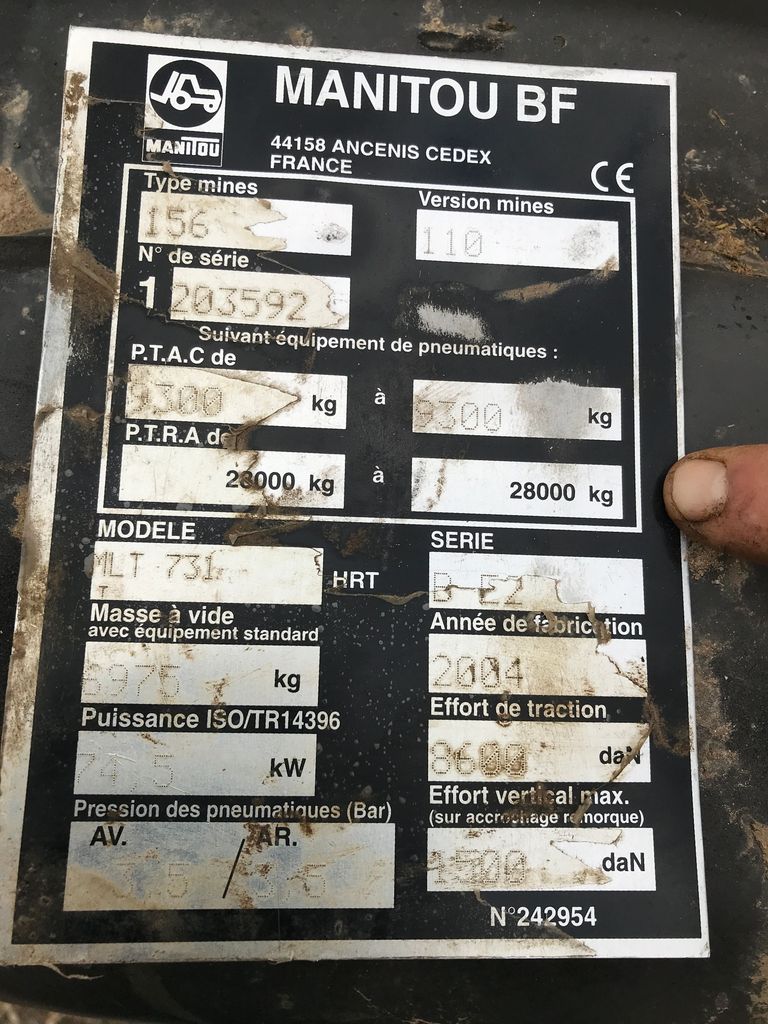 MANITOU
MANITOU BF
44158 ANCENIS CEDEX
FRANCE
CE
Type mines
156
Version mines
110
N° de série
1 203592
Suivant équipement de pneumatiques :
P.T.A.C de
9300 kg à 9300 kg
P.T.R.A de
28000 kg à 28000 kg
MODELE
MLT 731 HRT
T
SERIE
B-E2
Masse à vide
avec équipement standard
6975 kg
Année de fabrication
2004
Puissance ISO/TR14396
74,5 kW
Effort de traction
8600 daN
Pression des pneumatiques (Bar)
AV. AR.
/
Effort vertical max.
(sur accrochage remorque)
1500 daN
N°242954